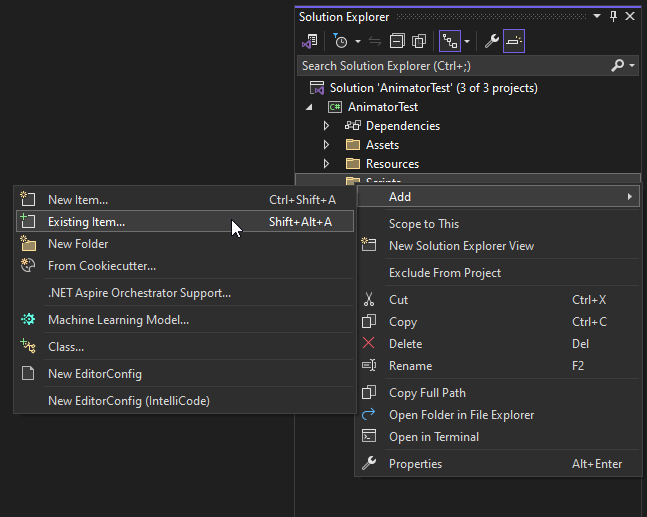 Solution Explorer
Search Solution Explorer (Ctrl+;)
Solution 'AnimatorTest' (3 of 3 projects)
C# AnimatorTest
Dependencies
Assets
Resources
Scripts
New Item... Ctrl+Shift+A
Existing Item... Shift+Alt+A
New Folder
From Cookiecutter...
.NET Aspire Orchestrator Support...
Machine Learning Model...
Class...
New EditorConfig
New EditorConfig (IntelliCode)
Add
Scope to This
New Solution Explorer View
Exclude From Project
Cut Ctrl+X
Copy Ctrl+C
Delete Del
Rename F2
Copy Full Path
Open Folder in File Explorer
Open in Terminal
Properties Alt+Enter